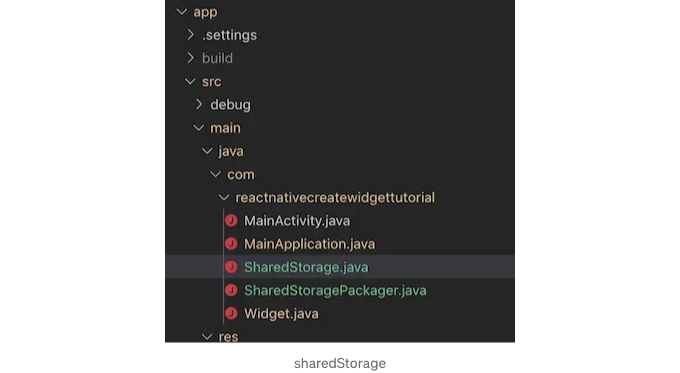 app
.settings
build
src
debug
main
java
com
reactnativecreatewidgettutorial
J MainActivity.java
J MainApplication.java
J SharedStorage.java
J SharedStoragePackager.java
J Widget.java
res
sharedStorage